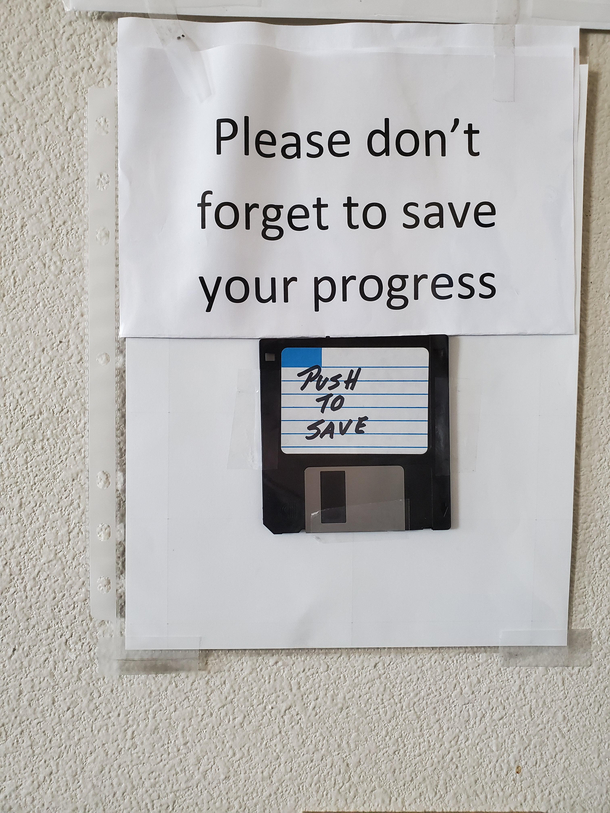 Please don’t
forget to save
your progress
PUSH
TO
SAVE